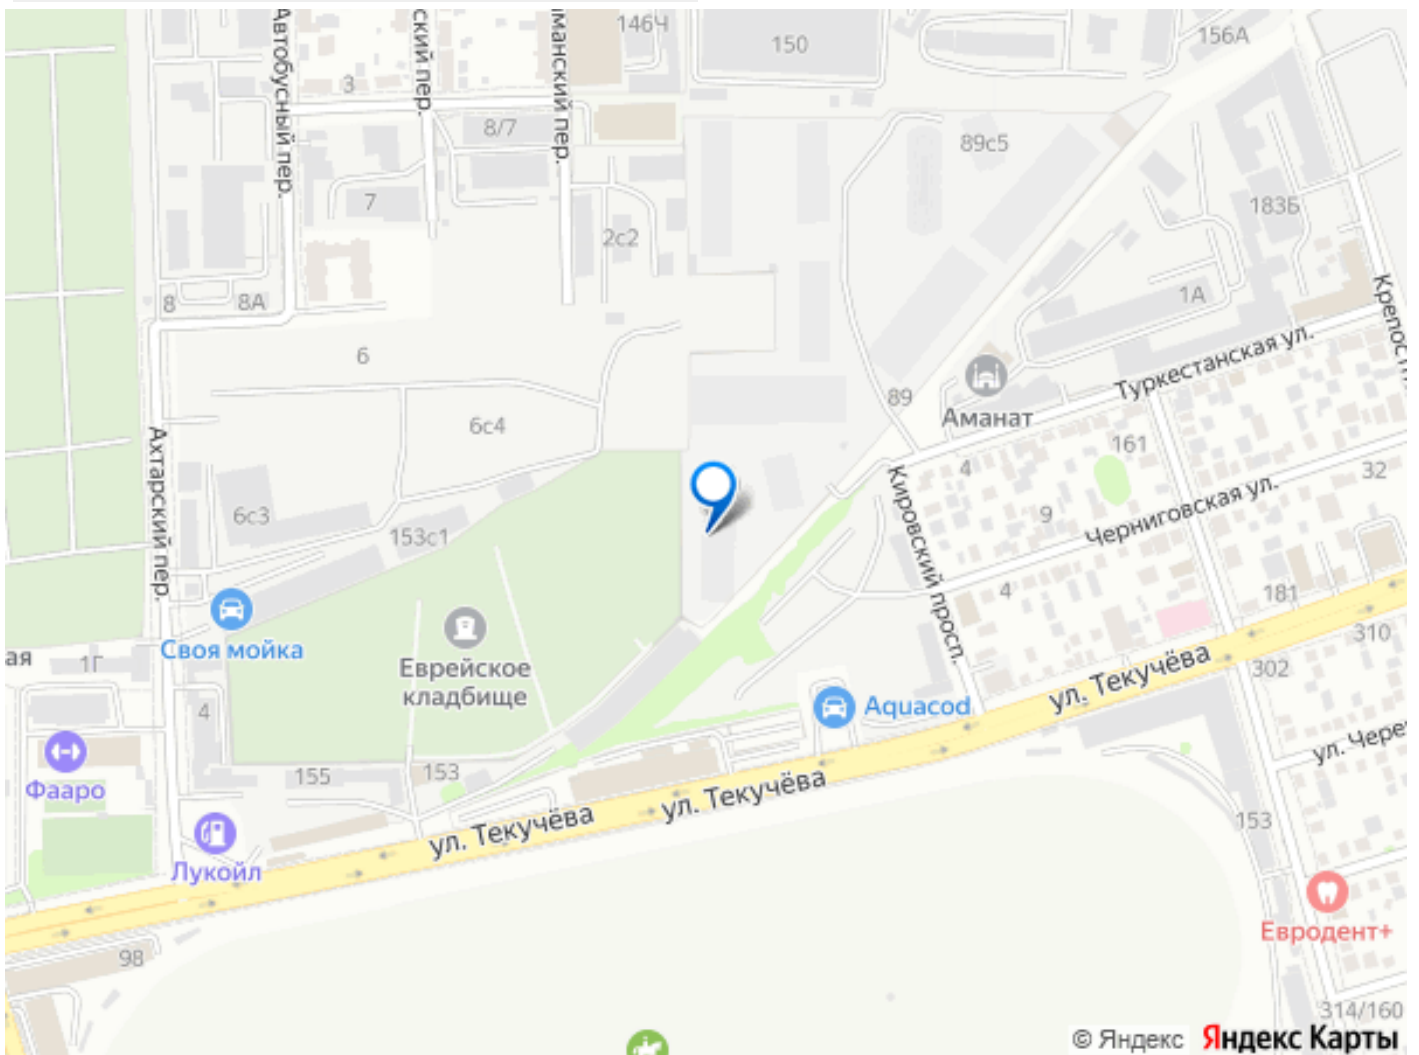 Автобусный пер.
ский пер.
манский пер.
146Ч
150
156А
3
8/7
89с5
7
2с2
183Б
8
8А
1А
Крепостн
6
Туркестанская ул.
89
Аманат
6с4
Ахтарский пер.
161
4
32
Кировский просп.
9
Черниговская ул.
6с3
153с1
4
181
Своя мойка
ая
1Г
Еврейское
кладбище
310
302
ул. Текучёва
4
Aquacod
ул. Чере
Фааро
155
153
ул. Текучёва
ул. Текучёва
153
Лукойл
Евродент+
98
314/160
© Яндекс Яндекс Карты